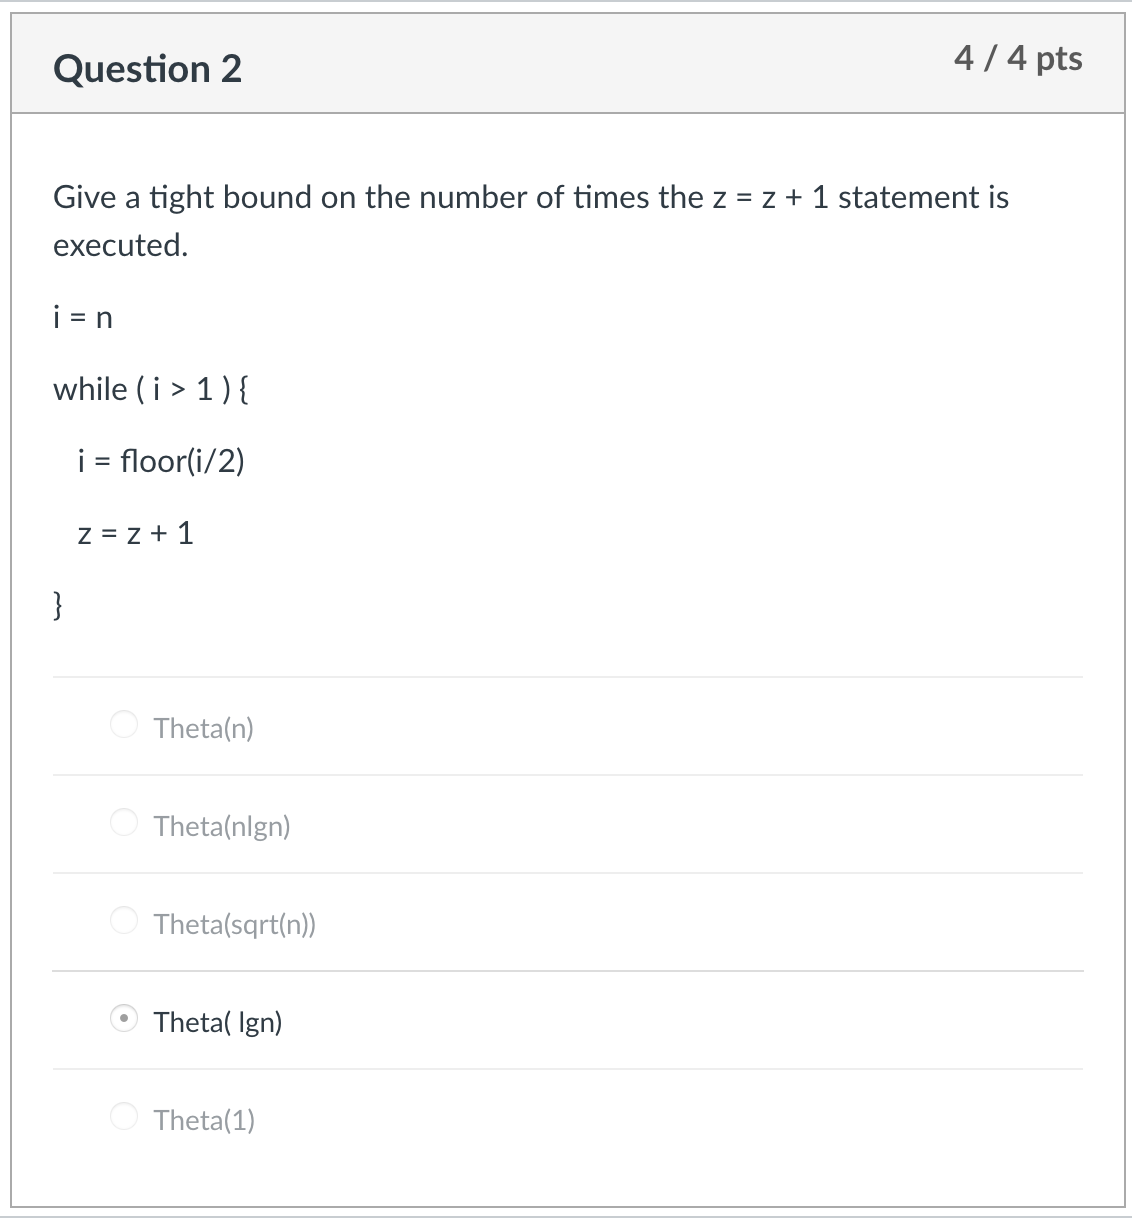 Question 2
4 / 4 pts
Give a tight bound on the number of times the z = z + 1 statement is
executed.
i = n
while ( i > 1 ) {
i = floor(i/2)
z = z + 1
}
Theta(n)
Theta(nlgn)
Theta(sqrt(n))
Theta( lgn)
Theta(1)